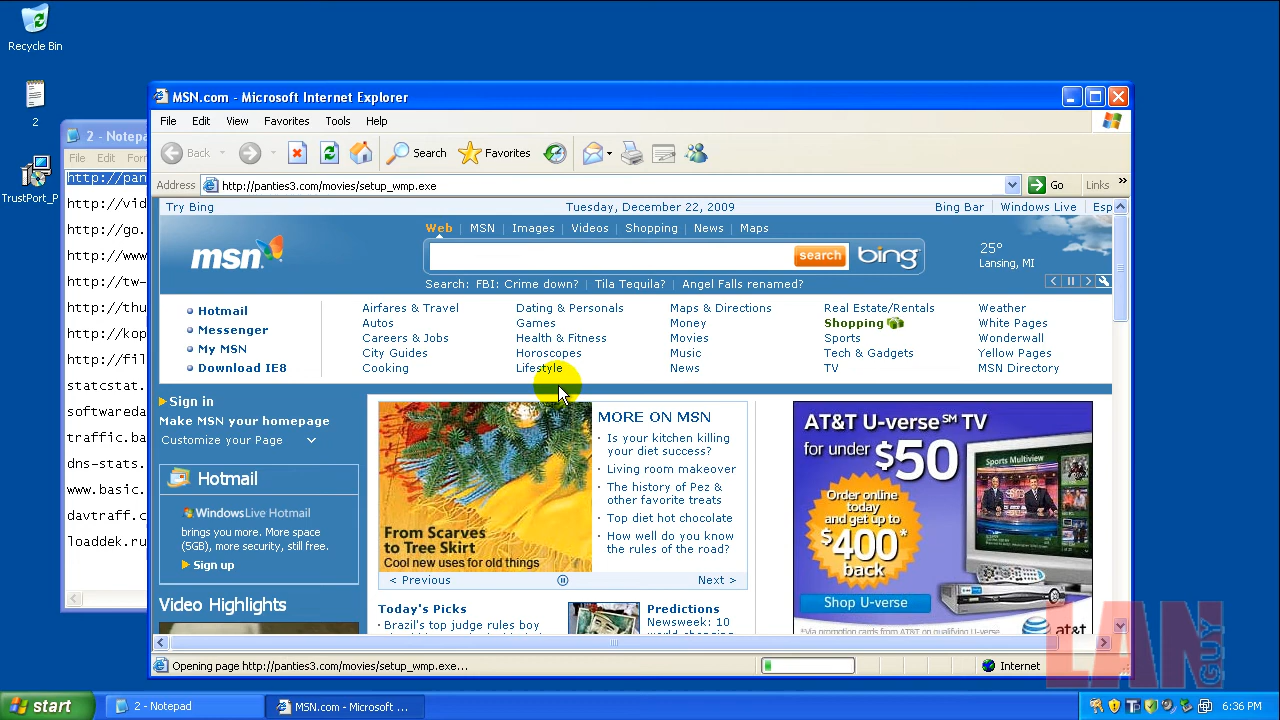 Recycle Bin
2
TrustPort_P
2 - Notep
File Edit Form
http://pan
http://vid
http://go.
http://www
http://tw-
http://thu
http://kop
http://fil
statcstat.
softwareda
traffic.ba
dns-stats.
www.basic.
davtraff.c
loaddek.ru
MSN.com - Microsoft Internet Explorer
File Edit View Favorites Tools Help
Back Search Favorites
Address http://panties3.com/movies/setup_wmp.exe Go Links »
Try Bing Tuesday, December 22, 2009 Bing Bar Windows Live Esp
Web MSN Images Videos Shopping News Maps
msn search bing
25°
Lansing, MI
Search: FBI: Crime down? Tila Tequila? Angel Falls renamed?
Hotmail
Messenger
My MSN
Download IE8
Airfares & Travel Dating & Personals Maps & Directions Real Estate/Rentals Weather
Autos Games Money Shopping White Pages
Careers & Jobs Health & Fitness Movies Sports Wonderwall
City Guides Horoscopes Music Tech & Gadgets Yellow Pages
Cooking Lifestyle News TV MSN Directory
Sign in
Make MSN your homepage
Customize your Page
Hotmail
WindowsLive Hotmail
brings you more. More space
(5GB), more security, still free.
Sign up
Video Highlights
From Scarves
to Tree Skirt
Cool new uses for old things
< Previous Next >
MORE ON MSN
· Is your kitchen killing
your diet success?
· Living room makeover
· The history of Pez &
other favorite treats
· Top diet hot chocolate
· How well do you know
the rules of the road?
Today's Picks
· Brazil's top judge rules boy
Predictions
Newsweek: 10
AT&T U-verse℠ TV
for under $50
Sports Multiview
Order online
today
and get up to
$400*
back
Shop U-verse
*Via promotion cards from AT&T on qualifying U-verse
at&t
LAN
GUY
Opening page http://panties3.com/movies/setup_wmp.exe... Internet
start 2 - Notepad MSN.com - Microsoft ... 6:36 PM